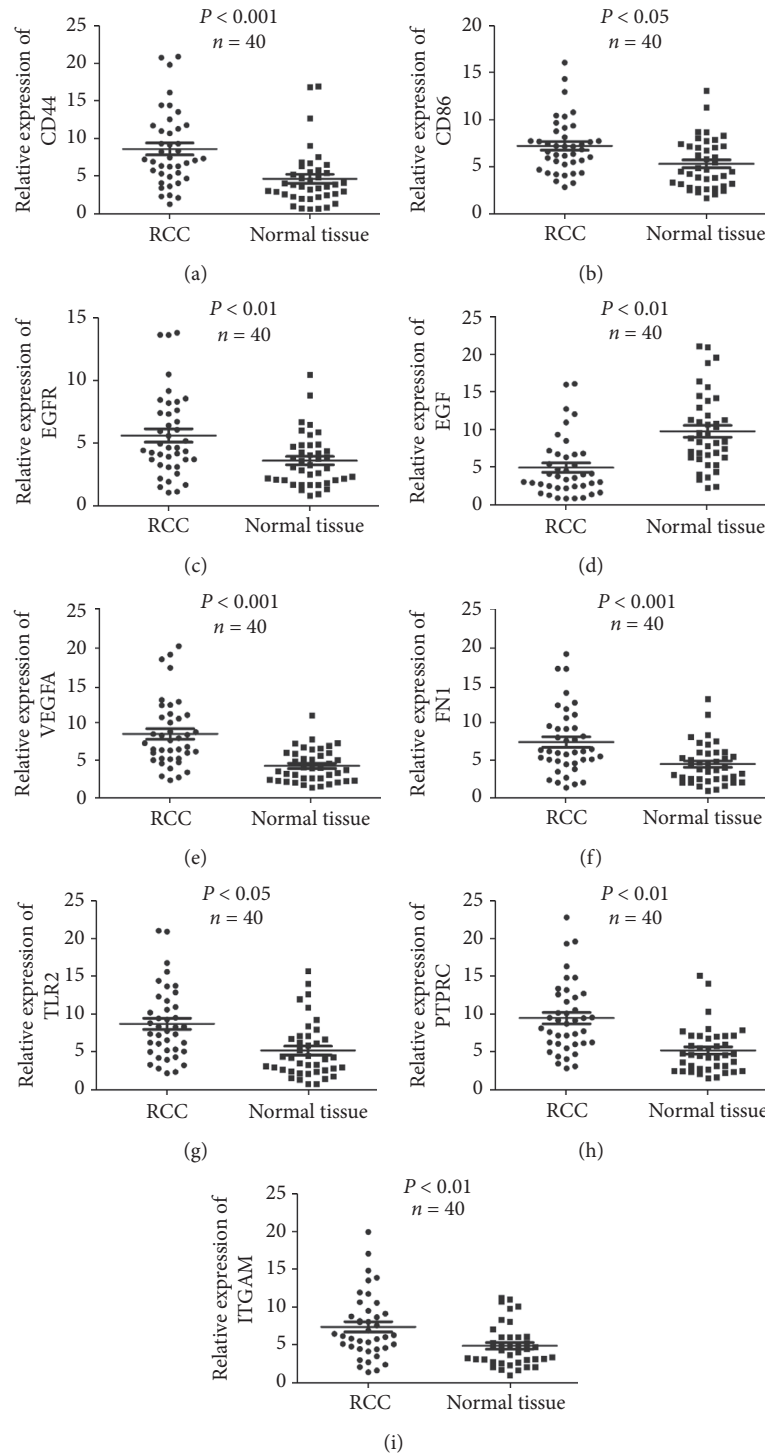 P < 0.001
n = 40
Relative expression of
CD44
25
20
15
10
5
0
RCC
Normal tissue
(a)
P < 0.05
n = 40
Relative expression of
CD86
20
15
10
5
0
RCC
Normal tissue
(b)
P < 0.01
n = 40
Relative expression of
EGFR
15
10
5
0
RCC
Normal tissue
(c)
P < 0.01
n = 40
Relative expression of
EGF
25
20
15
10
5
0
RCC
Normal tissue
(d)
P < 0.001
n = 40
Relative expression of
VEGFA
25
20
15
10
5
0
RCC
Normal tissue
(e)
P < 0.001
n = 40
Relative expression of
FN1
25
20
15
10
5
0
RCC
Normal tissue
(f)
P < 0.05
n = 40
Relative expression of
TLR2
25
20
15
10
5
0
RCC
Normal tissue
(g)
P < 0.01
n = 40
Relative expression of
PTPRC
25
20
15
10
5
0
RCC
Normal tissue
(h)
P < 0.01
n = 40
Relative expression of
ITGAM
25
20
15
10
5
0
RCC
Normal tissue
(i)